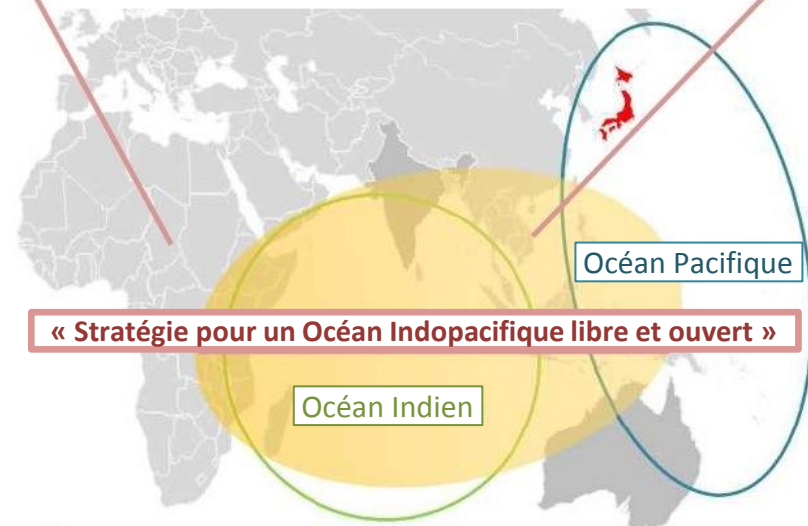 Océan Pacifique
« Stratégie pour un Océan Indopacifique libre et ouvert »
Océan Indien